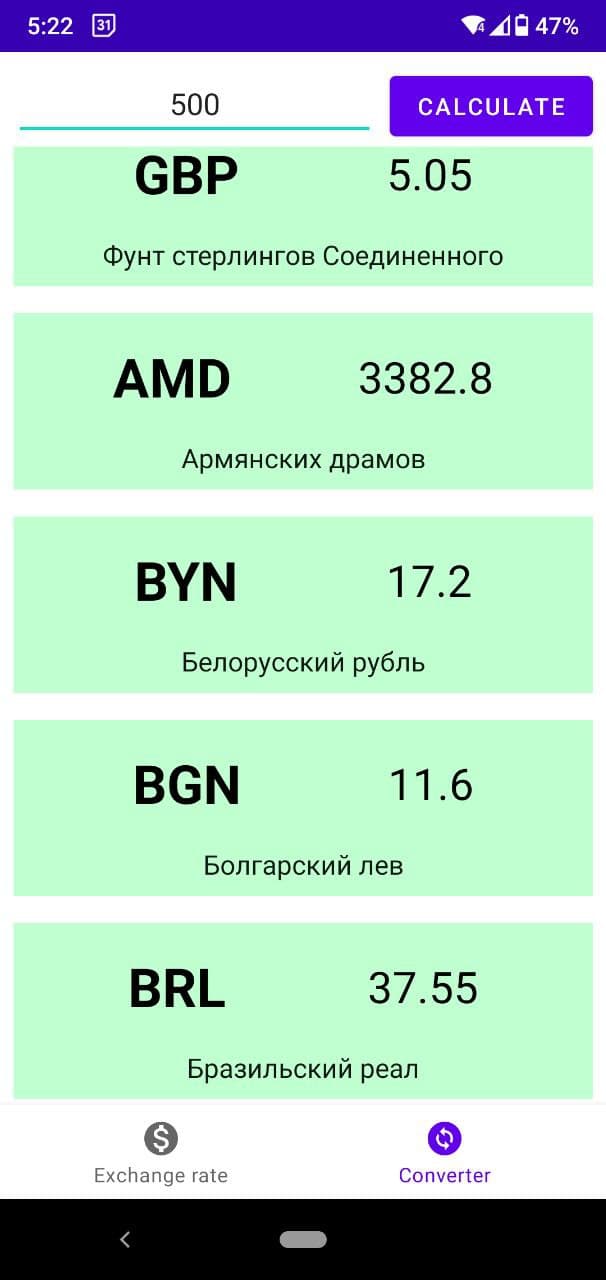 5:22 31 4 47%
500 CALCULATE
GBP 5.05
Фунт стерлингов Соединенного
AMD 3382.8
Армянских драмов
BYN 17.2
Белорусский рубль
BGN 11.6
Болгарский лев
BRL 37.55
Бразильский реал
Exchange rate Converter